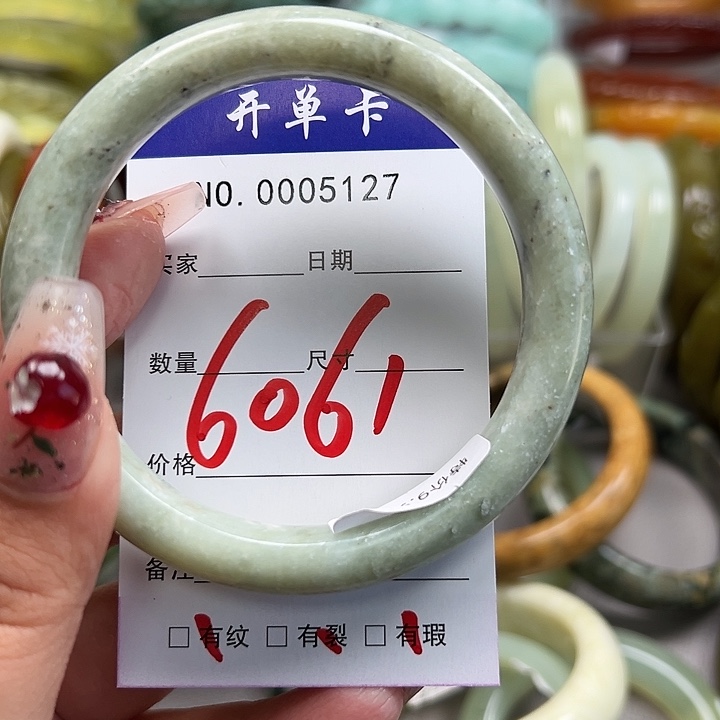 开单卡
NO. 0005127
买家 日期
数量 尺寸
6061
价格
备注
□有纹 □有裂 □有瑕